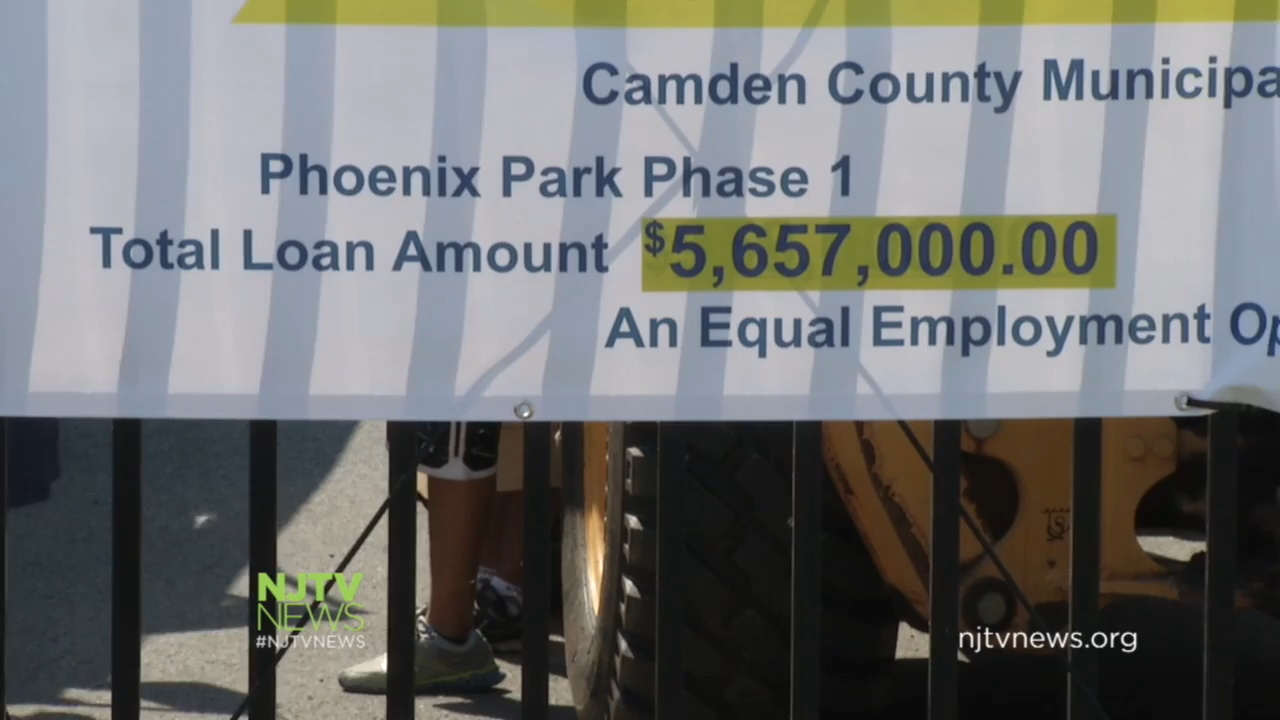 Camden County Municipa
Phoenix Park Phase 1
Total Loan Amount $5,657,000.00
An Equal Employment Op
NJTV
NEWS
#NJTVNEWS
njtvnews.org